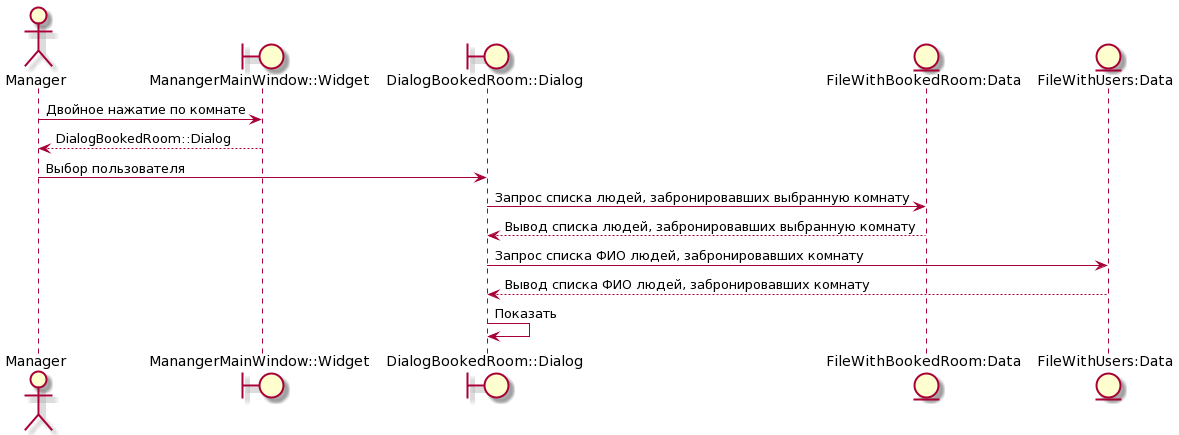 Manager
ManangerMainWindow::Widget
DialogBookedRoom::Dialog
FileWithBookedRoom:Data
FileWithUsers:Data
Двойное нажатие по комнате
DialogBookedRoom::Dialog
Выбор пользователя
Запрос списка людей, забронировавших выбранную комнату
Вывод списка людей, забронировавших выбранную комнату
Запрос списка ФИО людей, забронировавших комнату
Вывод списка ФИО людей, забронировавших комнату
Показать
Manager
ManangerMainWindow::Widget
DialogBookedRoom::Dialog
FileWithBookedRoom:Data
FileWithUsers:Data